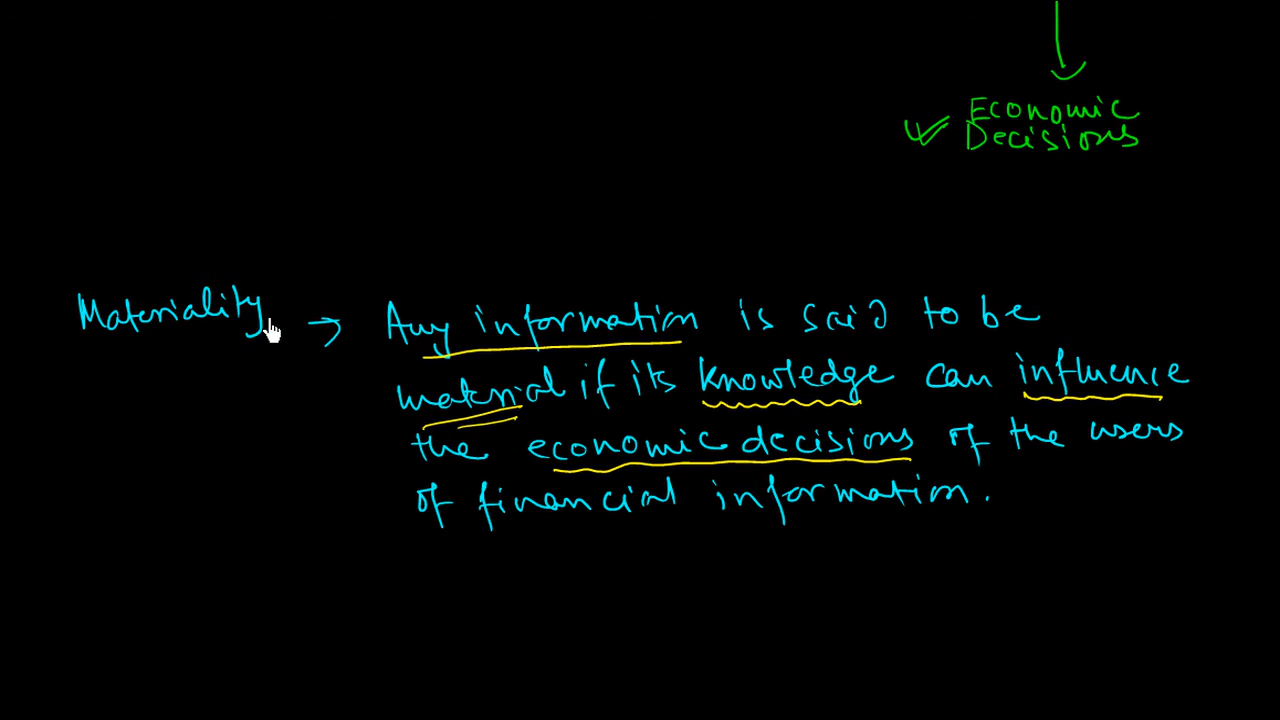 Economic
Decisions
Materiality → Any information is said to be
material if its knowledge can influence
the economic decisions of the users
of financial information.